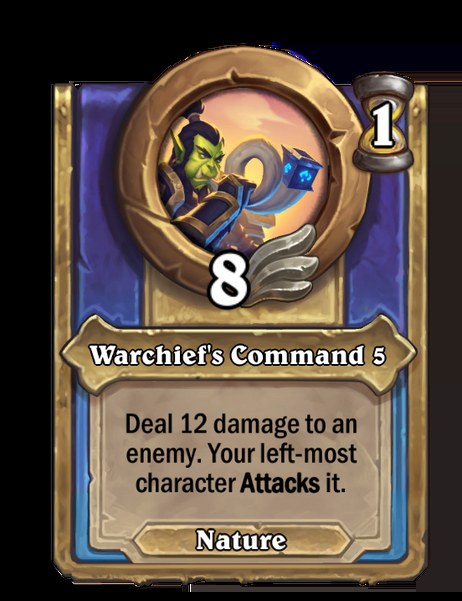 1
8
Warchief's Command 5
Deal 12 damage to an
enemy. Your left-most
character Attacks it.
Nature